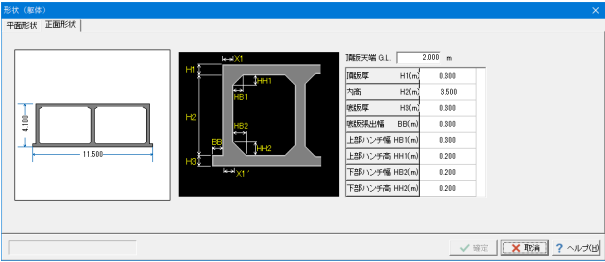 形状（躯体）
平面形状 正面形状
頂版天端 G.L. 2.000 m
頂版厚 H1(m) 0.300
内高 H2(m) 3.500
底版厚 H3(m) 0.300
底版張出幅 BB(m) 0.000
上部ハンチ幅 HB1(m) 0.300
上部ハンチ高 HH1(m) 0.200
下部ハンチ幅 HB2(m) 0.200
下部ハンチ高 HH2(m) 0.200
4.100
11.500
X1
H1
HH1
HB1
H2
HB2
BB
HH2
H3
X1'
確定 取消 ? ヘルプ(H)